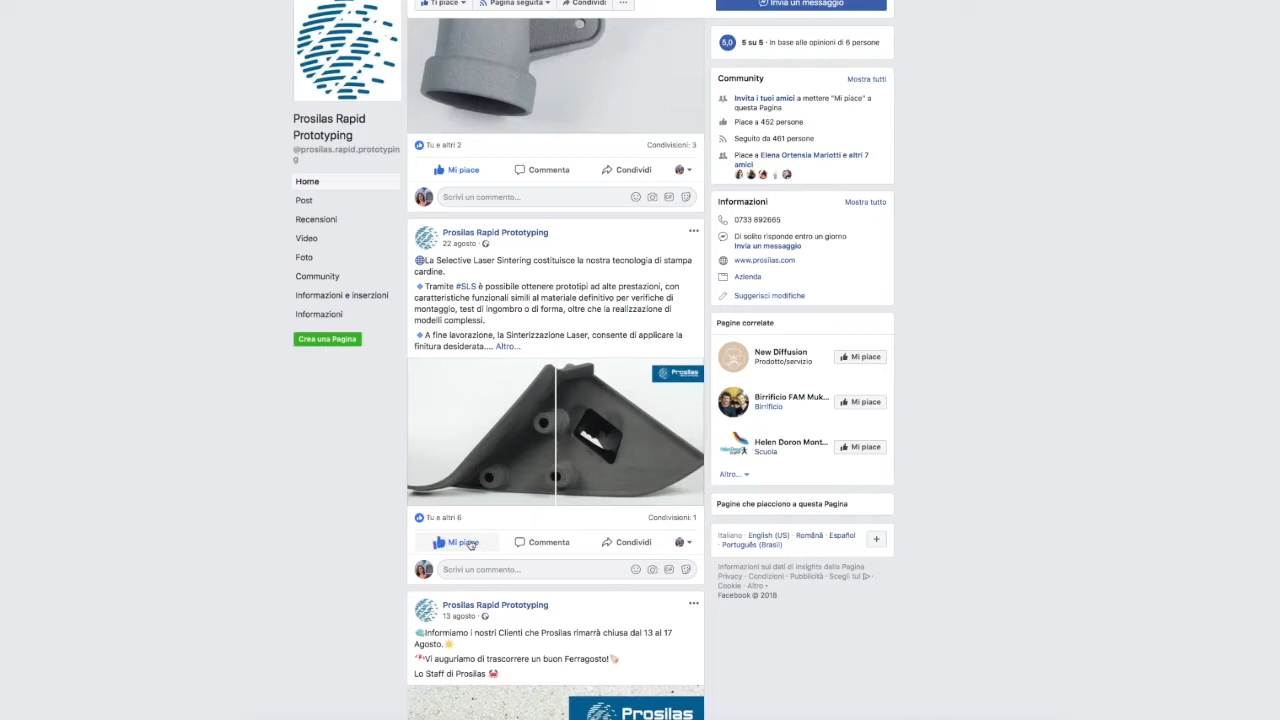 Ti piace
Pagina seguita
Condividi
Invia un messaggio
Prosilas Rapid
Prototyping
@prosilas.rapid.prototypin
g
Home
Post
Recensioni
Video
Foto
Community
Informazioni e inserzioni
Informazioni
Crea una Pagina
Tu e altri 2
Condivisioni: 3
Mi piace
Commenta
Condividi
Scrivi un commento...
Prosilas Rapid Prototyping
22 agosto
La Selective Laser Sintering costituisce la nostra tecnologia di stampa
cardine.
Tramite #SLS è possibile ottenere prototipi ad alte prestazioni, con
caratteristiche funzionali simili al materiale definitivo per verifiche di
montaggio, test di ingombro o di forma, oltre che la realizzazione di
modelli complessi.
A fine lavorazione, la Sinterizzazione Laser, consente di applicare la
finitura desiderata.... Altro...
Prosilas
Tu e altri 6
Condivisioni: 1
Mi piace
Commenta
Condividi
Scrivi un commento...
Prosilas Rapid Prototyping
13 agosto
Informiamo i nostri Clienti che Prosilas rimarrà chiusa dal 13 al 17
Agosto.
Vi auguriamo di trascorrere un buon Ferragosto!
Lo Staff di Prosilas
Prosilas
5,0 5 su 5 · In base alle opinioni di 6 persone
Community
Mostra tutti
Invita i tuoi amici a mettere "Mi piace" a
questa Pagina
Piace a 452 persone
Seguito da 461 persone
Piace a Elena Ortensia Mariotti e altri 7
amici
Informazioni
Mostra tutto
0733 892665
Di solito risponde entro un giorno
Invia un messaggio
www.prosilas.com
Azienda
Suggerisci modifiche
Pagine correlate
New Diffusion
Prodotto/servizio
Mi piace
Birrificio FAM Muk...
Birrificio
Mi piace
Helen Doron Mont...
Scuola
Mi piace
Altro...
Pagine che piacciono a questa Pagina
Italiano · English (US) · Română · Español
· Português (Brasil)
Informazioni sui dati di Insights della Pagina
Privacy · Condizioni · Pubblicità · Scegli tu! ·
Cookie · Altro
Facebook © 2018